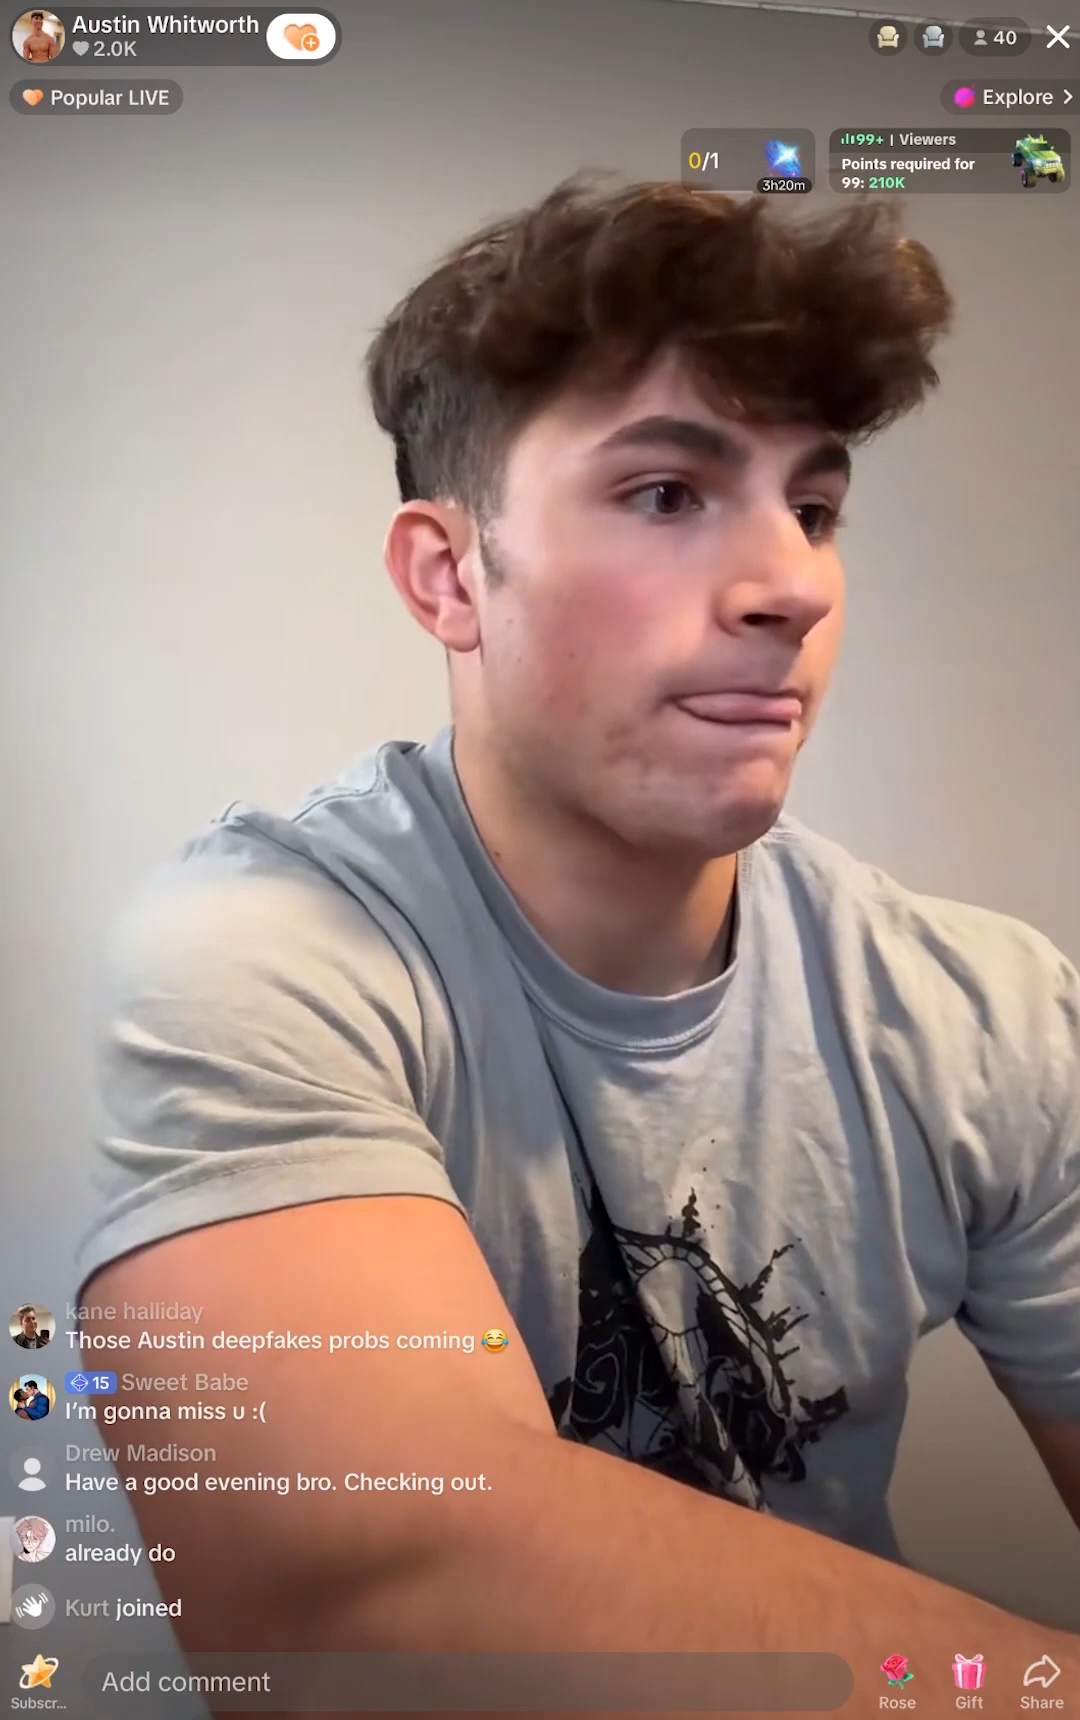 Austin Whitworth
2.0K
40
Popular LIVE
Explore
0/1
3h20m
99+ | Viewers
Points required for
99: 210K
kane halliday
Those Austin deepfakes probs coming 😂
15 Sweet Babe
I'm gonna miss u :(
Drew Madison
Have a good evening bro. Checking out.
milo.
already do
Kurt joined
Subscr...
Add comment
Rose
Gift
Share